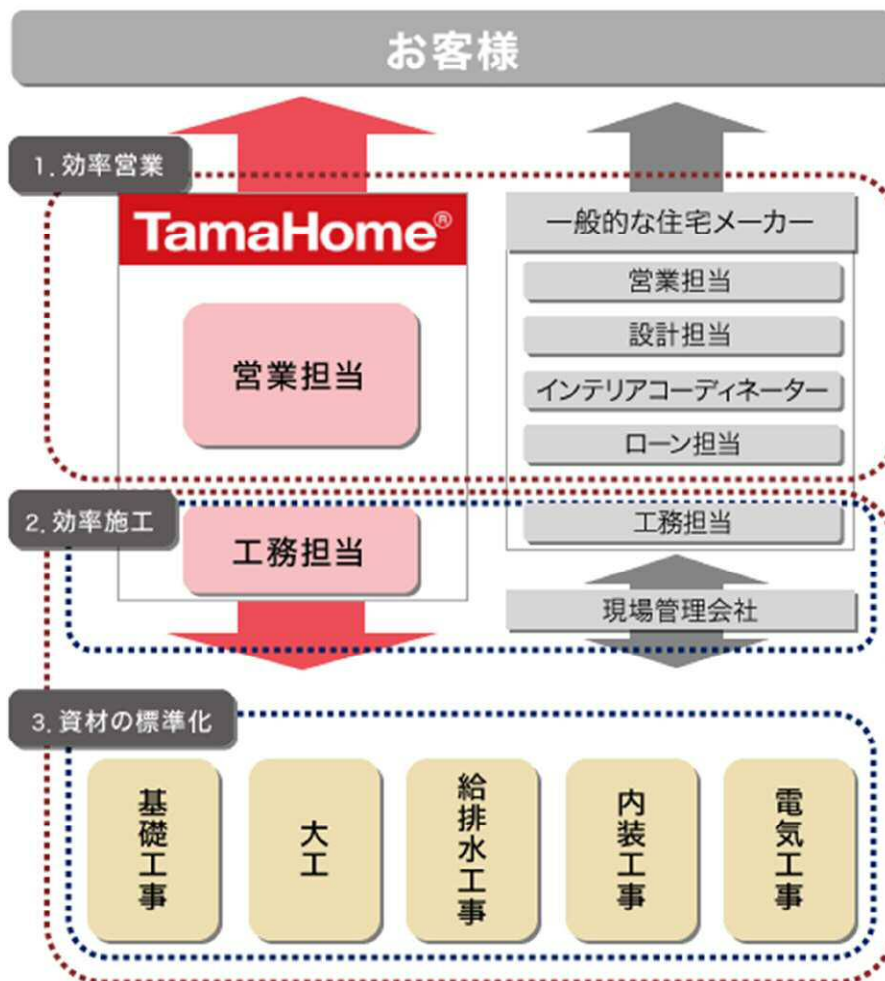 お客様
1. 効率営業
TamaHome®
営業担当
一般的な住宅メーカー
営業担当
設計担当
インテリアコーディネーター
ローン担当
2. 効率施工
工務担当
工務担当
現場管理会社
3. 資材の標準化
基礎工事
大工
給排水工事
内装工事
電気工事